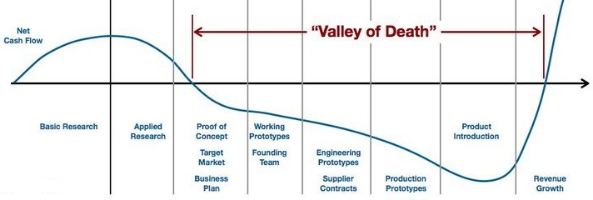 Net
Cash Flow
“Valley of Death”
Basic Research
Applied
Research
Proof of
Concept
Target
Market
Business
Plan
Working
Prototypes
Founding
Team
Engineering
Prototypes
Supplier
Contracts
Production
Prototypes
Product
Introduction
Revenue
Growth